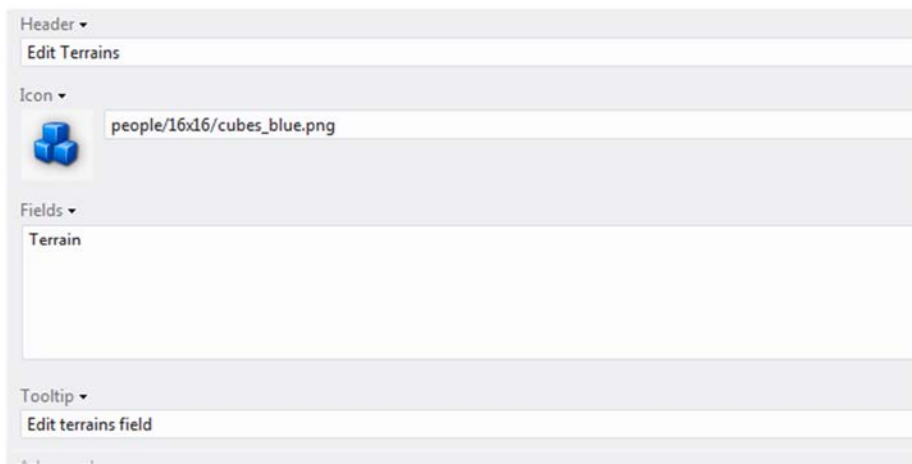 Header
Edit Terrains
Icon
people/16x16/cubes_blue.png
Fields
Terrain
Tooltip
Edit terrains field